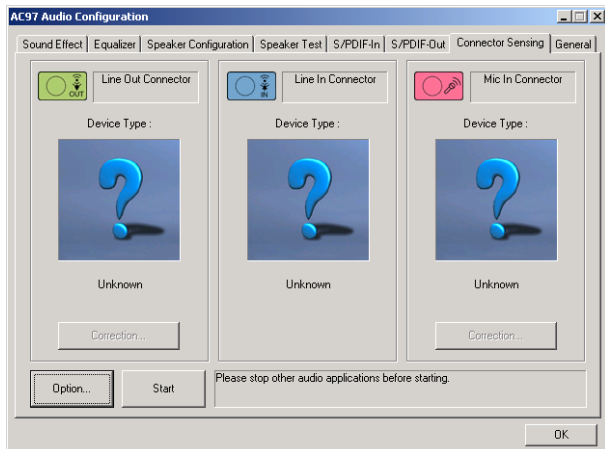 AC97 Audio Configuration
Sound Effect Equalizer Speaker Configuration Speaker Test S/PDIF-In S/PDIF-Out Connector Sensing General
Line Out Connector
OUT
Device Type :
Unknown
Correction...
Line In Connector
IN
Device Type :
Unknown
Mic In Connector
Device Type :
Unknown
Correction...
Option...
Start
Please stop other audio applications before starting.
OK